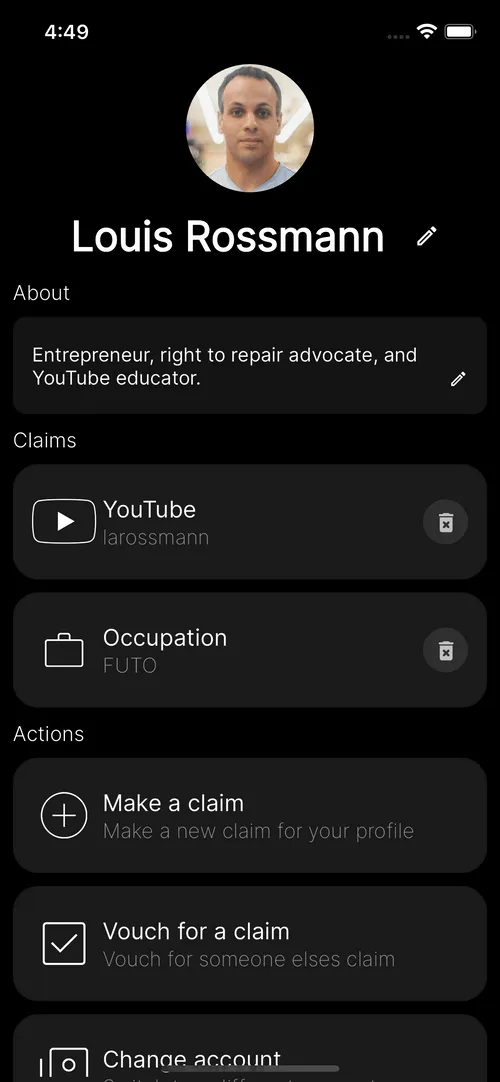 4:49
Louis Rossmann
About
Entrepreneur, right to repair advocate, and
YouTube educator.
Claims
YouTube
larossmann
Occupation
FUTO
Actions
Make a claim
Make a new claim for your profile
Vouch for a claim
Vouch for someone elses claim
Change account